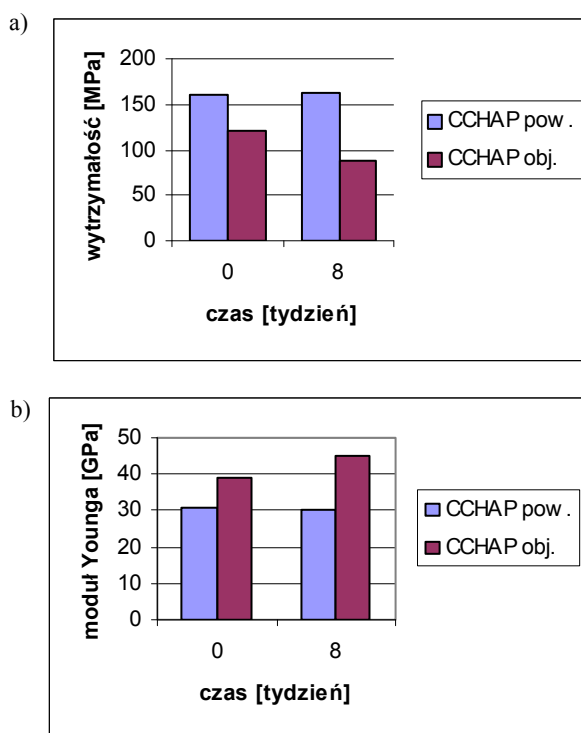 a)
wytrzymałość [MPa]
200
150
100
50
0
0 8
czas [tydzień]
CCHAP pow .
CCHAP obj.
b)
moduł Younga [GPa]
50
40
30
20
10
0
0 8
czas [tydzień]
CCHAP pow .
CCHAP obj.